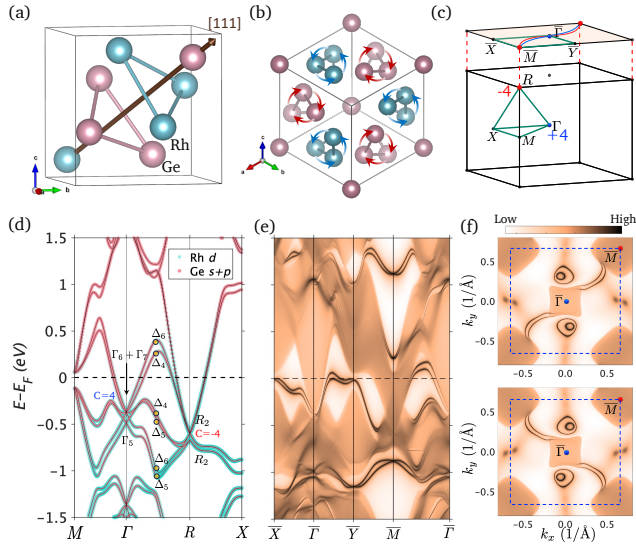 (a)
[111]
Rh
Ge
c
b
(b)
c
a
b
(c)
Γ̅
X̅
M̅
Y̅
R
-4
X
Γ
+4
M
(d)
1.5
1.0
0.5
0
−0.5
−1.0
−1.5
E−E_F (eV)
Rh d
Ge s+p
Δ₆
Δ₄
Γ₆ + Γ₇
C=4
Δ₄
Δ₅
Γ₅
R₂
C=-4
R₂
Δ₆
Δ₅
M
Γ
R
X
(e)
X̅
Γ̅
Y̅
M̅
Γ̅
(f)
Low
High
M̅
Γ̅
k_y (1/Å)
0.5
0.0
−0.5
M̅
Γ̅
k_y (1/Å)
0.5
0.0
−0.5
−0.5
0.0
0.5
k_x (1/Å)